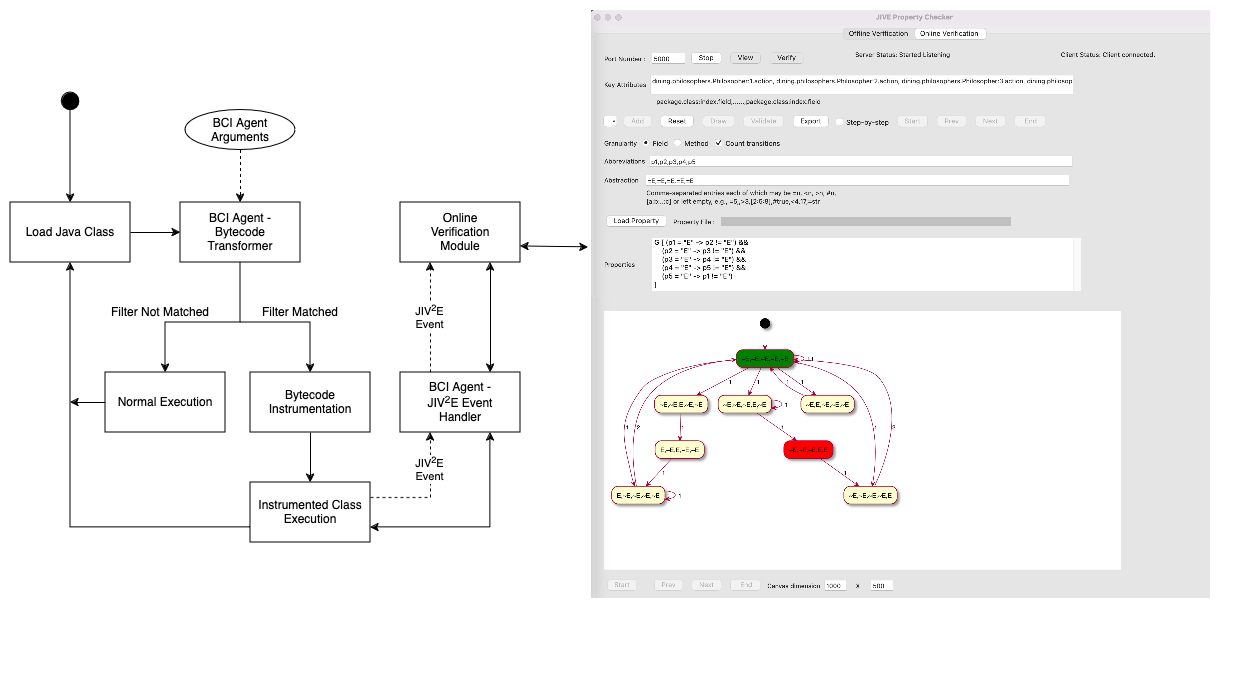 BCI Agent
Arguments
Load Java Class
BCI Agent -
Bytecode
Transformer
Online
Verification
Module
Filter Not Matched
Filter Matched
JIV2E
Event
Normal Execution
Bytecode
Instrumentation
BCI Agent -
JIV2E Event
Handler
JIV2E
Event
Instrumented Class
Execution
JIVE Property Checker
Offline Verification
Online Verification
Port Number:
5000
Stop
View
Verify
Server Status: Started Listening
Client Status: Client connected.
Key Attributes
dining.philosophers.Philosopher:1.action, dining.philosophers.Philosopher:2.action, dining.philosophers.Philosopher:3.action, dining.philosop
package.class:index.field,......,package.class:index.field
Add
Reset
Draw
Validate
Export
Step-by-step
Start
Prev
Next
End
Granularity
Field
Method
Count transitions
Abbreviations
p1,p2,p3,p4,p5
Abstraction
=E,=E,=E,=E,=E
Comma-separated entries each of which may be =n, <n, >n, #n,
[a:b:..:c] or left empty, e.g., =5,,>3,[2:5:8],#true,<4.17,=str
Load Property
Property File :
Properties
G [ (p1 = "E" -> p2 != "E") &&
(p2 = "E" -> p3 != "E") &&
(p3 = "E" -> p4 != "E") &&
(p4 = "E" -> p5 != "E") &&
(p5 = "E" -> p1 != "E")
]
~E,~E,~E,~E,~E
1
1
1
1
~E,~E,E,~E,~E
~E,~E,~E,E,~E
1
~E,E,~E,~E,~E
1
2
1
1
E,~E,E,~E,~E
~E,~E,~E,E,E
1
1
E,~E,~E,~E,~E
1
~E,~E,~E,~E,E
Start
Prev
Next
End
Canvas dimension
1000
X
500